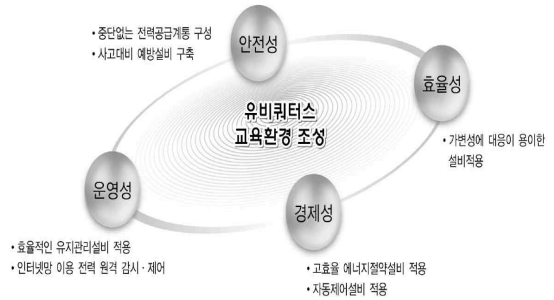 • 중단없는 전력공급계통 구성
• 사고대비 예방설비 구축
안전성
효율성
• 가변성에 대응이 용이한
설비적용
유비쿼터스
교육환경 조성
운영성
• 효율적인 유지관리설비 적용
• 인터넷망 이용 전력 원격 감시·제어
경제성
• 고효율 에너지절약설비 적용
• 자동제어설비 적용